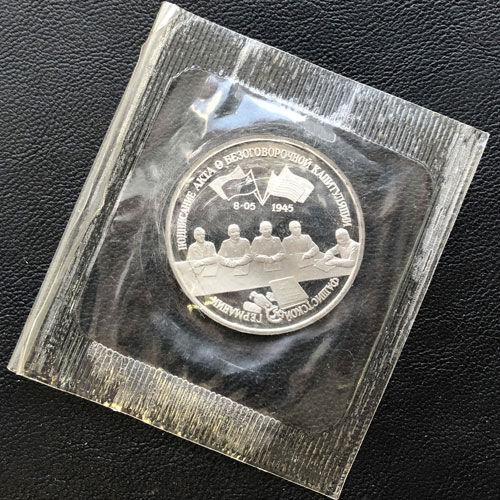 ПОДПИСАНИЕ АКТА О БЕЗОГОВОРОЧНОЙ КАПИТУЛЯЦИИ
8·05 1945
ФАШИСТСКОЙ ГЕРМАНИИ